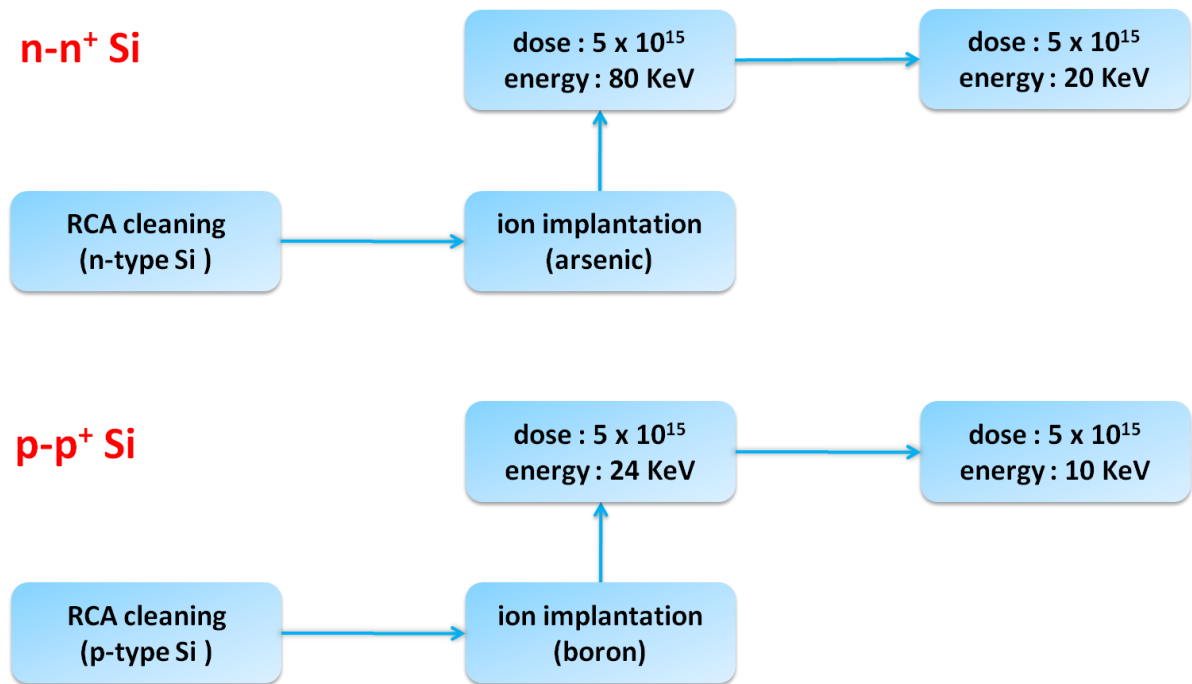 n-n⁺ Si
dose : 5 x 10¹⁵
energy : 80 KeV
dose : 5 x 10¹⁵
energy : 20 KeV
RCA cleaning
(n-type Si )
ion implantation
(arsenic)
p-p⁺ Si
dose : 5 x 10¹⁵
energy : 24 KeV
dose : 5 x 10¹⁵
energy : 10 KeV
RCA cleaning
(p-type Si )
ion implantation
(boron)